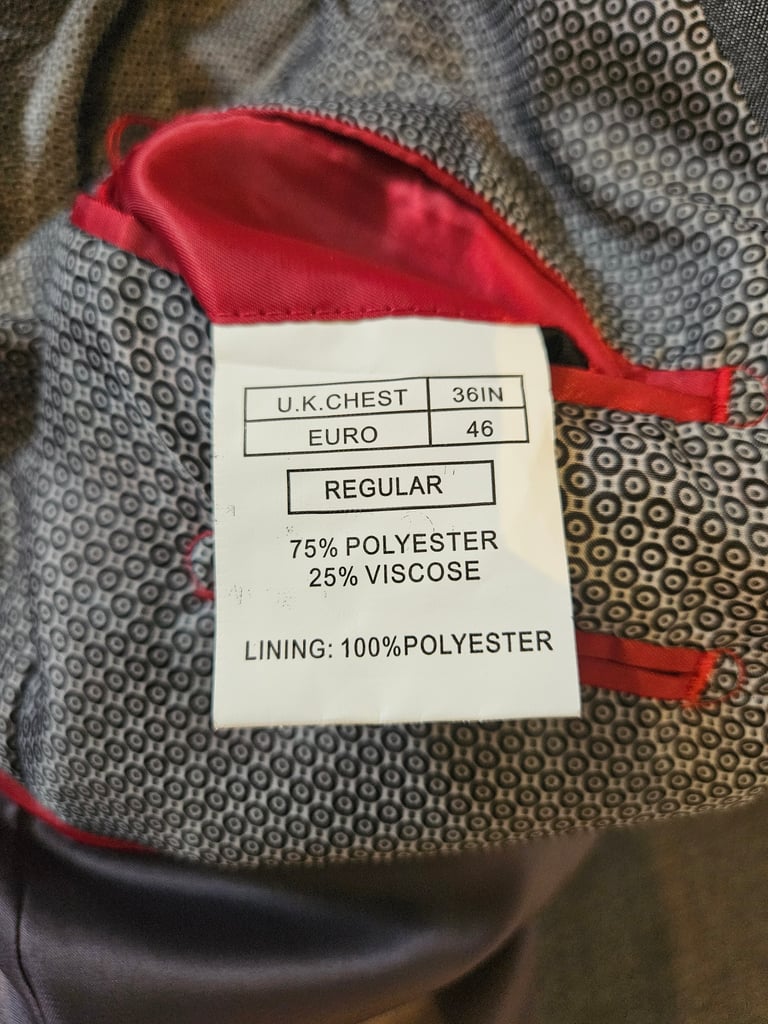 U.K.CHEST 36IN
EURO 46
REGULAR
75% POLYESTER
25% VISCOSE
LINING: 100%POLYESTER